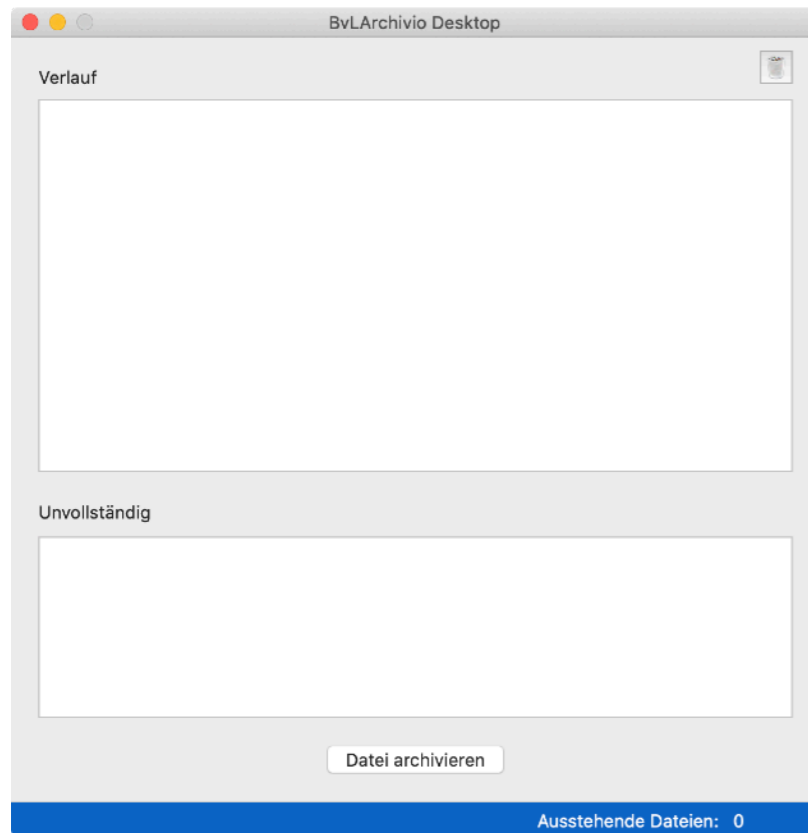 BvLArchivio Desktop
Verlauf
Unvollständig
Datei archivieren
Ausstehende Dateien: 0